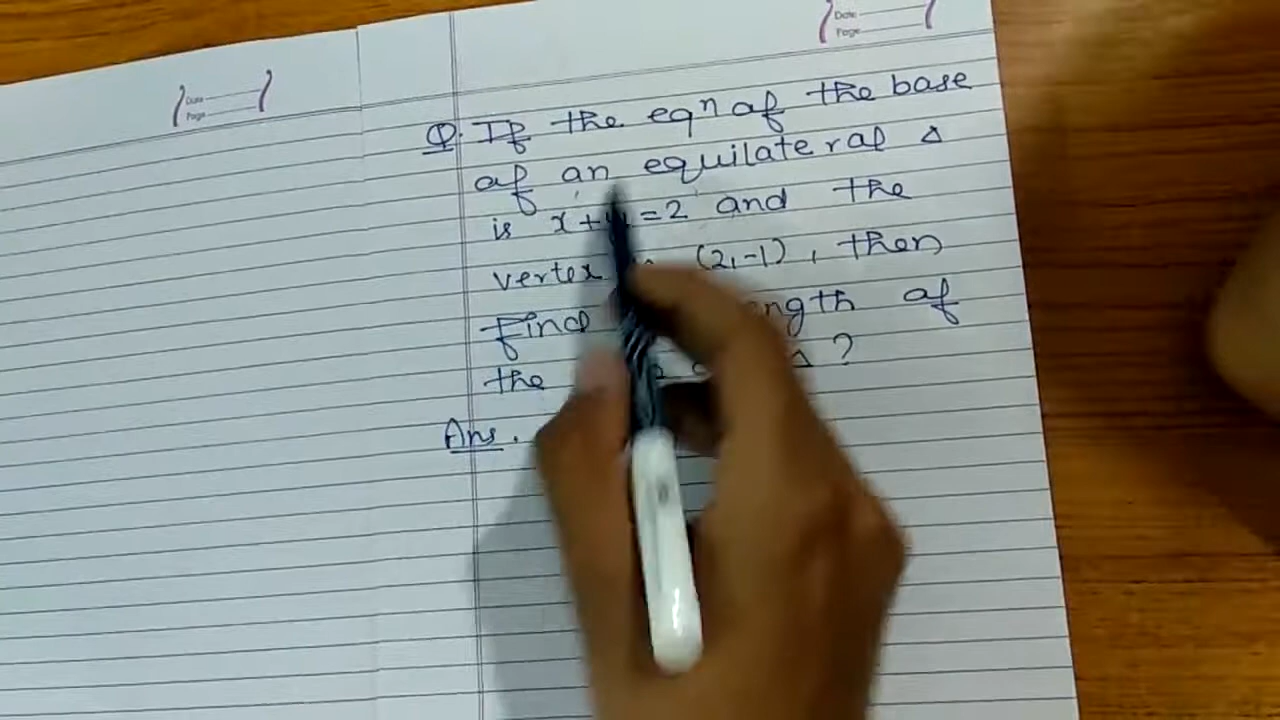 Date
Page
Date
Page
Q. If the eqn of the base
of an equilateral Δ
is x+y=2 and the
vertex (2,-1), then
find of
the Δ?
Ans.